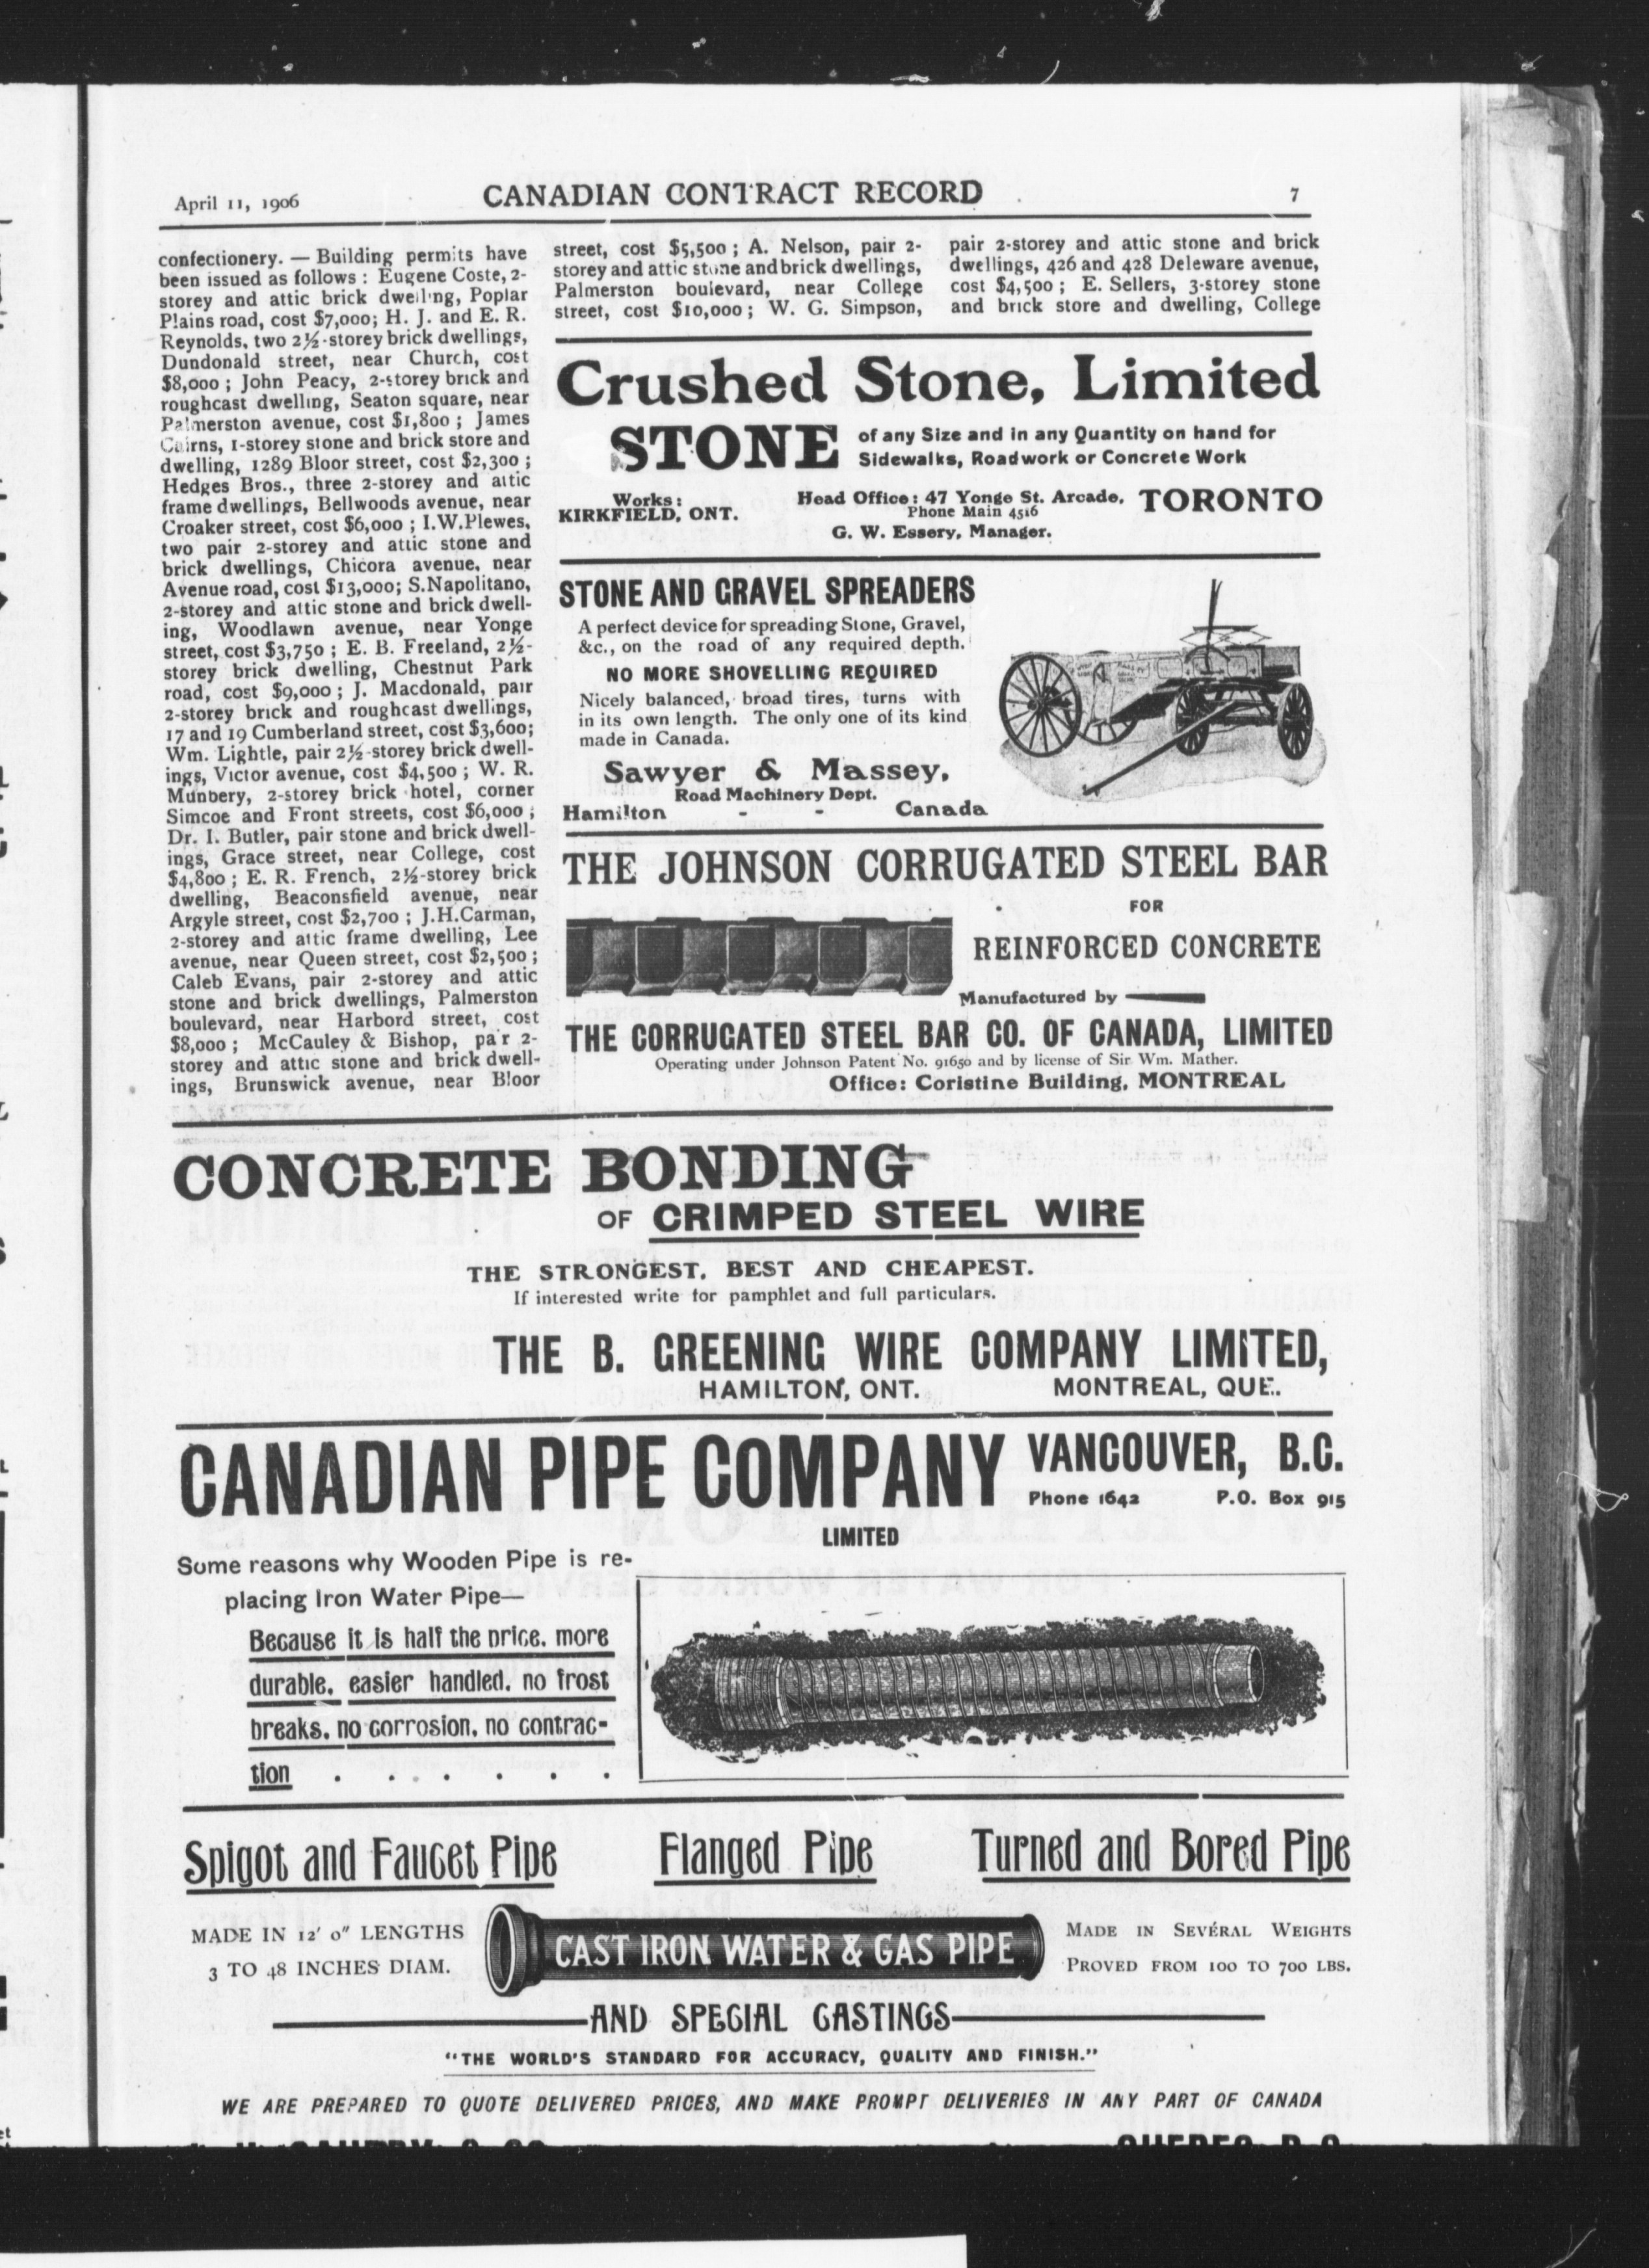 April 11, 1906
CANADIAN CONTRACT RECORD
7
confectionery. — Building permits have
been issued as follows : Eugene Coste, 2-
storey and attic brick dwelling, Poplar
Plains road, cost $7,000; H. J. and E. R.
Reynolds, two 2½-storey brick dwellings,
Dundonald street, near Church, cost
$8,000 ; John Peacy, 2-storey brick and
roughcast dwelling, Seaton square, near
Palmerston avenue, cost $1,800 ; James
Cairns, 1-storey stone and brick store and
dwelling, 1289 Bloor street, cost $2,300 ;
Hedges Bros., three 2-storey and attic
frame dwellings, Bellwoods avenue, near
Croaker street, cost $6,000 ; I.W.Plewes,
two pair 2-storey and attic stone and
brick dwellings, Chicora avenue, near
Avenue road, cost $13,000; S.Napolitano,
2-storey and attic stone and brick dwell-
ing, Woodlawn avenue, near Yonge
street, cost $3,750 ; E. B. Freeland, 2½-
storey brick dwelling, Chestnut Park
road, cost $9,000 ; J. Macdonald, pair
2-storey brick and roughcast dwellings,
17 and 19 Cumberland street, cost $3,600;
Wm. Lightle, pair 2½-storey brick dwell-
ings, Victor avenue, cost $4,500 ; W. R.
Munbery, 2-storey brick hotel, corner
Simcoe and Front streets, cost $6,000 ;
Dr. I. Butler, pair stone and brick dwell-
ings, Grace street, near College, cost
$4,800 ; E. R. French, 2½-storey brick
dwelling, Beaconsfield avenue, near
Argyle street, cost $2,700 ; J.H.Carman,
2-storey and attic frame dwelling, Lee
avenue, near Queen street, cost $2,500 ;
Caleb Evans, pair 2-storey and attic
stone and brick dwellings, Palmerston
boulevard, near Harbord street, cost
$8,000 ; McCauley & Bishop, pair 2-
storey and attic stone and brick dwell-
ings, Brunswick avenue, near Bloor
street, cost $5,500 ; A. Nelson, pair 2-
storey and attic stone and brick dwellings,
Palmerston boulevard, near College
street, cost $10,000 ; W. G. Simpson,
pair 2-storey and attic stone and brick
dwellings, 426 and 428 Deleware avenue,
cost $4,500 ; E. Sellers, 3-storey stone
and brick store and dwelling, College
Crushed Stone, Limited
STONE of any Size and in any Quantity on hand for
Sidewalks, Roadwork or Concrete Work
Works:
KIRKFIELD, ONT.
Head Office: 47 Yonge St. Arcade, TORONTO
Phone Main 4516
G. W. Essery, Manager.
STONE AND GRAVEL SPREADERS
A perfect device for spreading Stone, Gravel,
&c., on the road of any required depth.
NO MORE SHOVELLING REQUIRED
Nicely balanced, broad tires, turns with
in its own length. The only one of its kind
made in Canada.
Sawyer & Massey,
Road Machinery Dept.
Hamilton - - Canada
THE JOHNSON CORRUGATED STEEL BAR
FOR
REINFORCED CONCRETE
Manufactured by
THE CORRUGATED STEEL BAR CO. OF CANADA, LIMITED
Operating under Johnson Patent No. 91650 and by license of Sir Wm. Mather.
Office: Coristine Building, MONTREAL
CONCRETE BONDING
OF CRIMPED STEEL WIRE
THE STRONGEST, BEST AND CHEAPEST.
If interested write for pamphlet and full particulars.
THE B. GREENING WIRE COMPANY LIMITED,
HAMILTON, ONT. MONTREAL, QUE.
CANADIAN PIPE COMPANY VANCOUVER, B.C.
Phone 1642 P.O. Box 915
LIMITED
Some reasons why Wooden Pipe is re-
placing Iron Water Pipe—
Because it is half the price, more
durable, easier handled, no frost
breaks, no corrosion, no contrac-
tion . . . . . .
Spigot and Faucet Pipe Flanged Pipe Turned and Bored Pipe
MADE IN 12' 0" LENGTHS
3 TO 48 INCHES DIAM.
CAST IRON WATER & GAS PIPE
MADE IN SEVERAL WEIGHTS
PROVED FROM 100 TO 700 LBS.
AND SPECIAL CASTINGS
"THE WORLD'S STANDARD FOR ACCURACY, QUALITY AND FINISH."
WE ARE PREPARED TO QUOTE DELIVERED PRICES, AND MAKE PROMPT DELIVERIES IN ANY PART OF CANADA